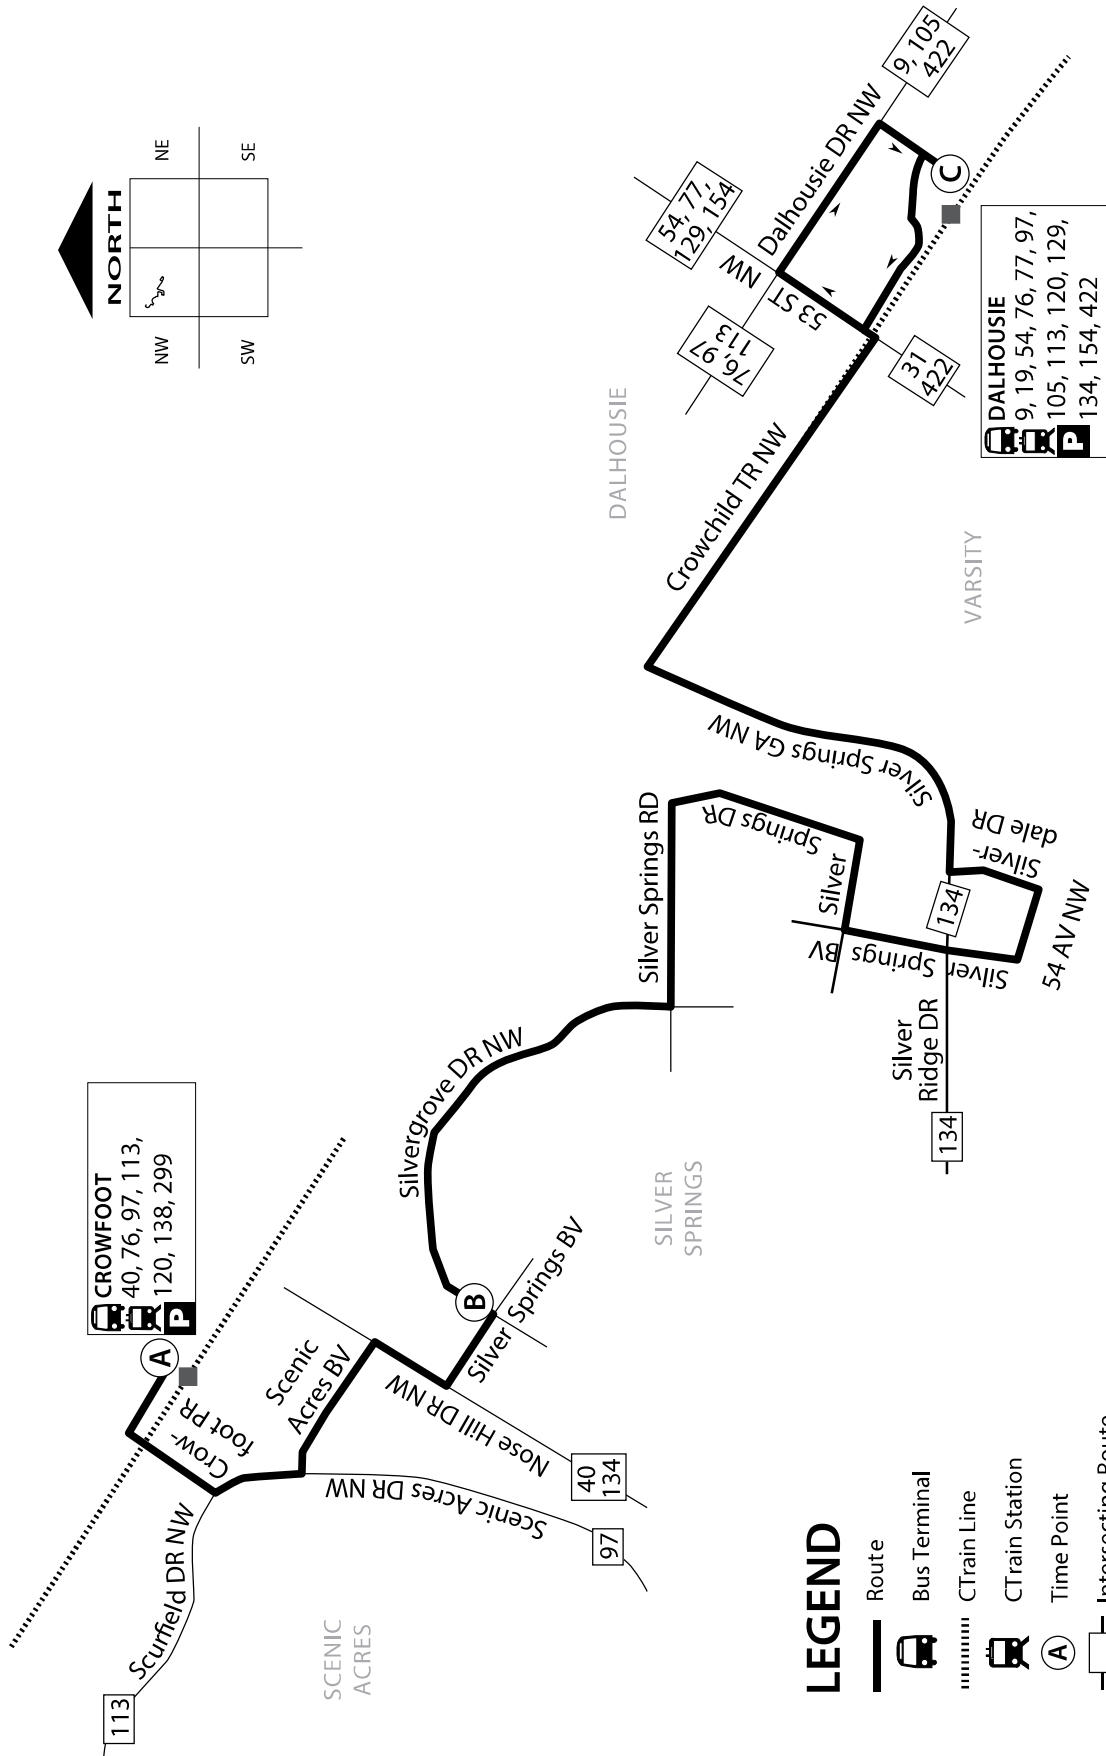 NORTH
NW
NE
SW
SE
CROWFOOT
40, 76, 97, 113,
120, 138, 299
P
A
Crow-
foot PR
Scenic
Acres BV
Scurfield DR NW
113
Nose Hill DR NW
Scenic Acres DR NW
40
134
97
SCENIC
ACRES
B
Silver Springs BV
Silvergrove DR NW
SILVER
SPRINGS
Silver Springs RD
Silver
Springs DR
Silver Springs BV
Silver
Ridge DR
134
134
54 AV NW
Silver-
dale DR
Silver Springs GA NW
Crowchild TR NW
DALHOUSIE
VARSITY
53 ST NW
Dalhousie DR NW
76, 97
113
54, 77,
129, 154
9, 105
422
31
422
C
DALHOUSIE
9, 19, 54, 76, 77, 97,
105, 113, 120, 129,
134, 154, 422
P
LEGEND
Route
Bus Terminal
CTrain Line
CTrain Station
A
Time Point
Intersecting Route